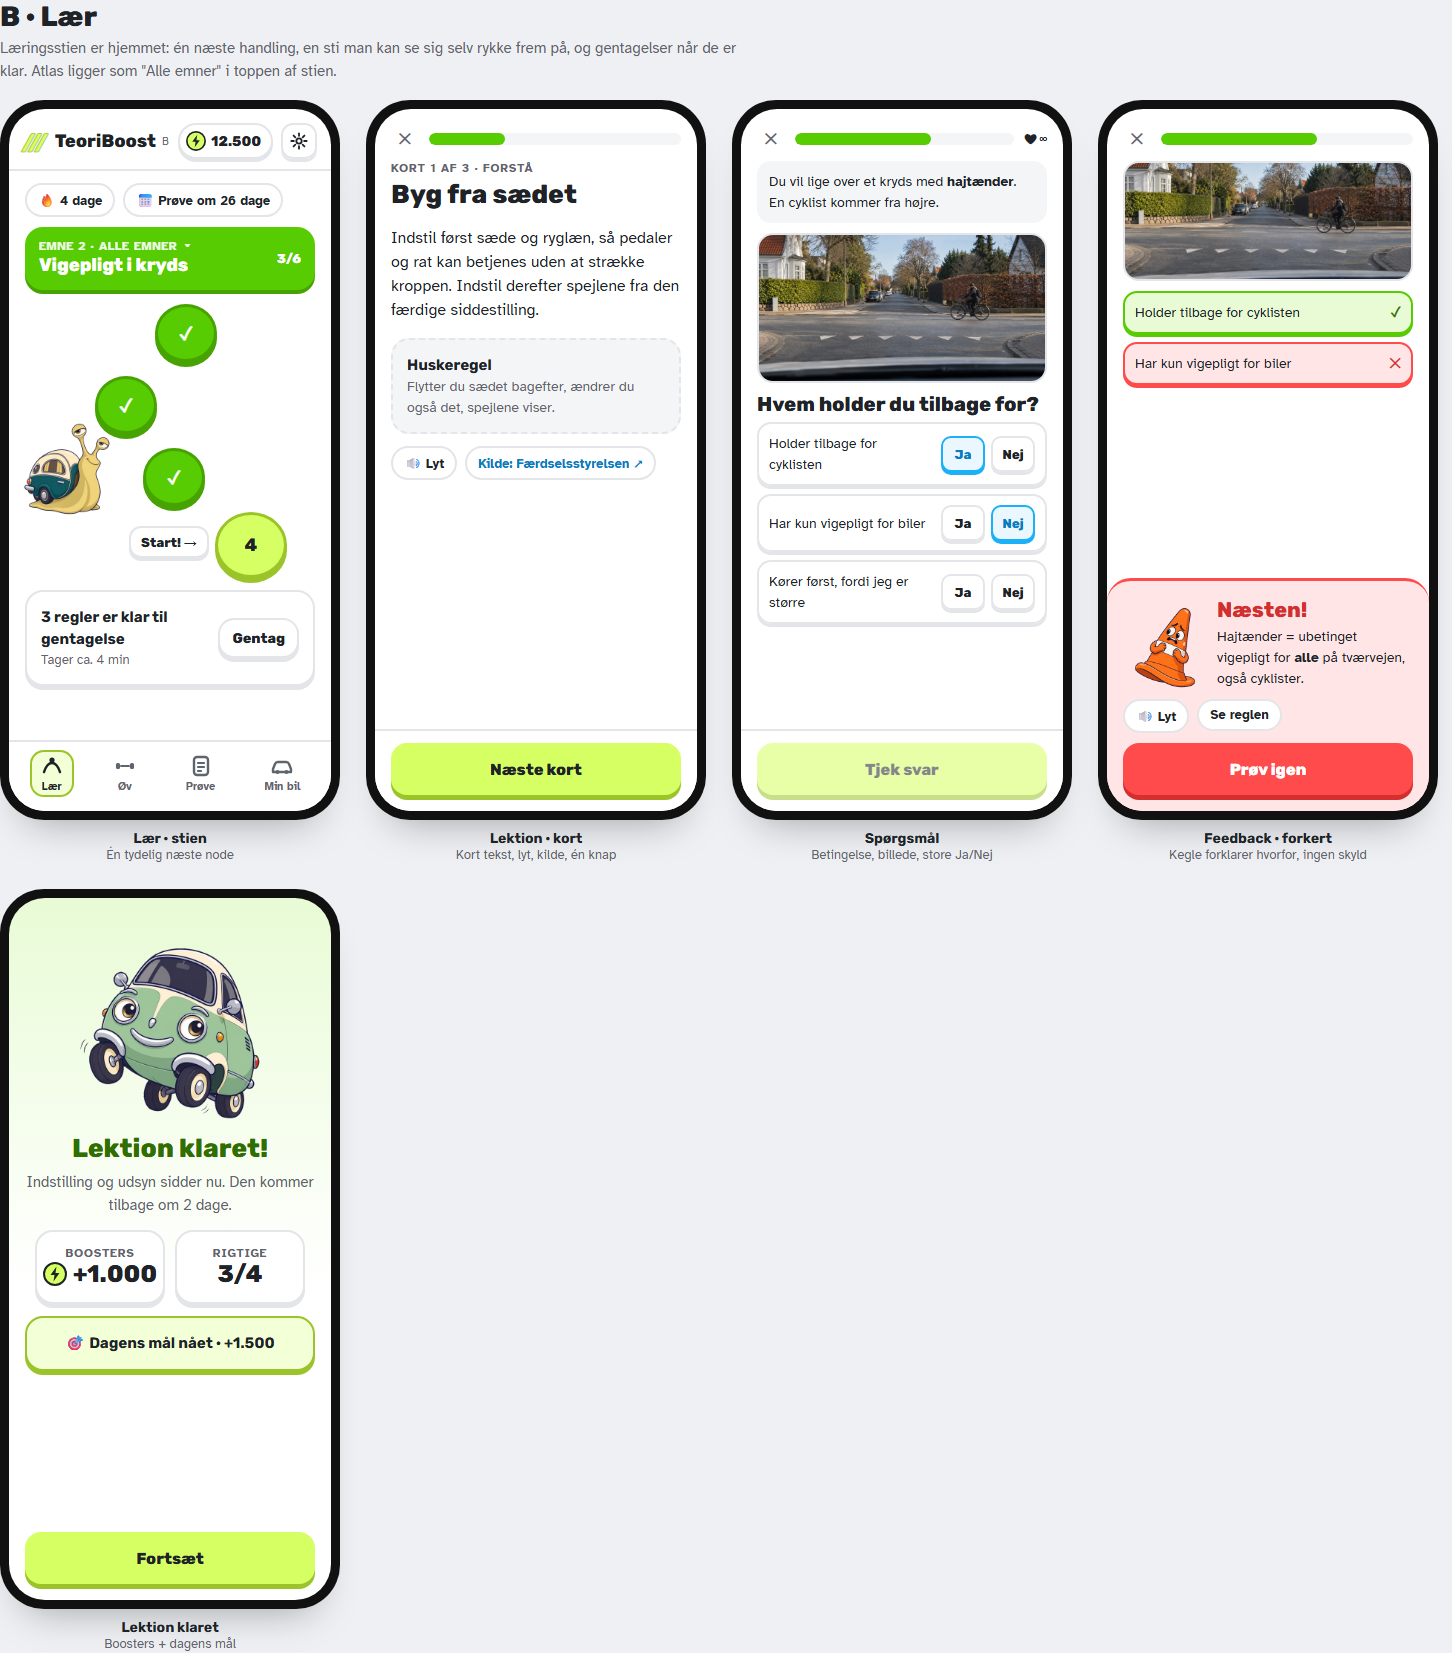 B • Lær
Læringsstien er hjemmet: én næste handling, en sti man kan se sig selv rykke frem på, og gentagelser når de er
klar. Atlas ligger som "Alle emner" i toppen af stien.
TeoriBoost B
12.500
4 dage
Prøve om 26 dage
EMNE 2 • ALLE EMNER
Vigepligt i kryds
3/6
Start! →
4
3 regler er klar til
gentagelse
Tager ca. 4 min
Gentag
Lær
Øv
Prøve
Min bil
Lær • stien
Én tydelig næste node
KORT 1 AF 3 • FORSTÅ
Byg fra sædet
Indstil først sæde og ryglæn, så pedaler
og rat kan betjenes uden at strække
kroppen. Indstil derefter spejlene fra den
færdige siddestilling.
Huskeregel
Flytter du sædet bagefter, ændrer du
også det, spejlene viser.
Lyt
Kilde: Færdselsstyrelsen ↗
Næste kort
Lektion • kort
Kort tekst, lyt, kilde, én knap
∞
Du vil lige over et kryds med hajtænder.
En cyklist kommer fra højre.
Hvem holder du tilbage for?
Holder tilbage for
cyklisten
Ja
Nej
Har kun vigepligt for biler
Ja
Nej
Kører først, fordi jeg er
større
Ja
Nej
Tjek svar
Spørgsmål
Betingelse, billede, store Ja/Nej
Holder tilbage for cyklisten
Har kun vigepligt for biler
Næsten!
Hajtænder = ubetinget
vigepligt for alle på tværvejen,
også cyklister.
Lyt
Se reglen
Prøv igen
Feedback • forkert
Kegle forklarer hvorfor, ingen skyld
Lektion klaret!
Indstilling og udsyn sidder nu. Den kommer
tilbage om 2 dage.
BOOSTERS
+1.000
RIGTIGE
3/4
Dagens mål nået • +1.500
Fortsæt
Lektion klaret
Boosters + dagens mål